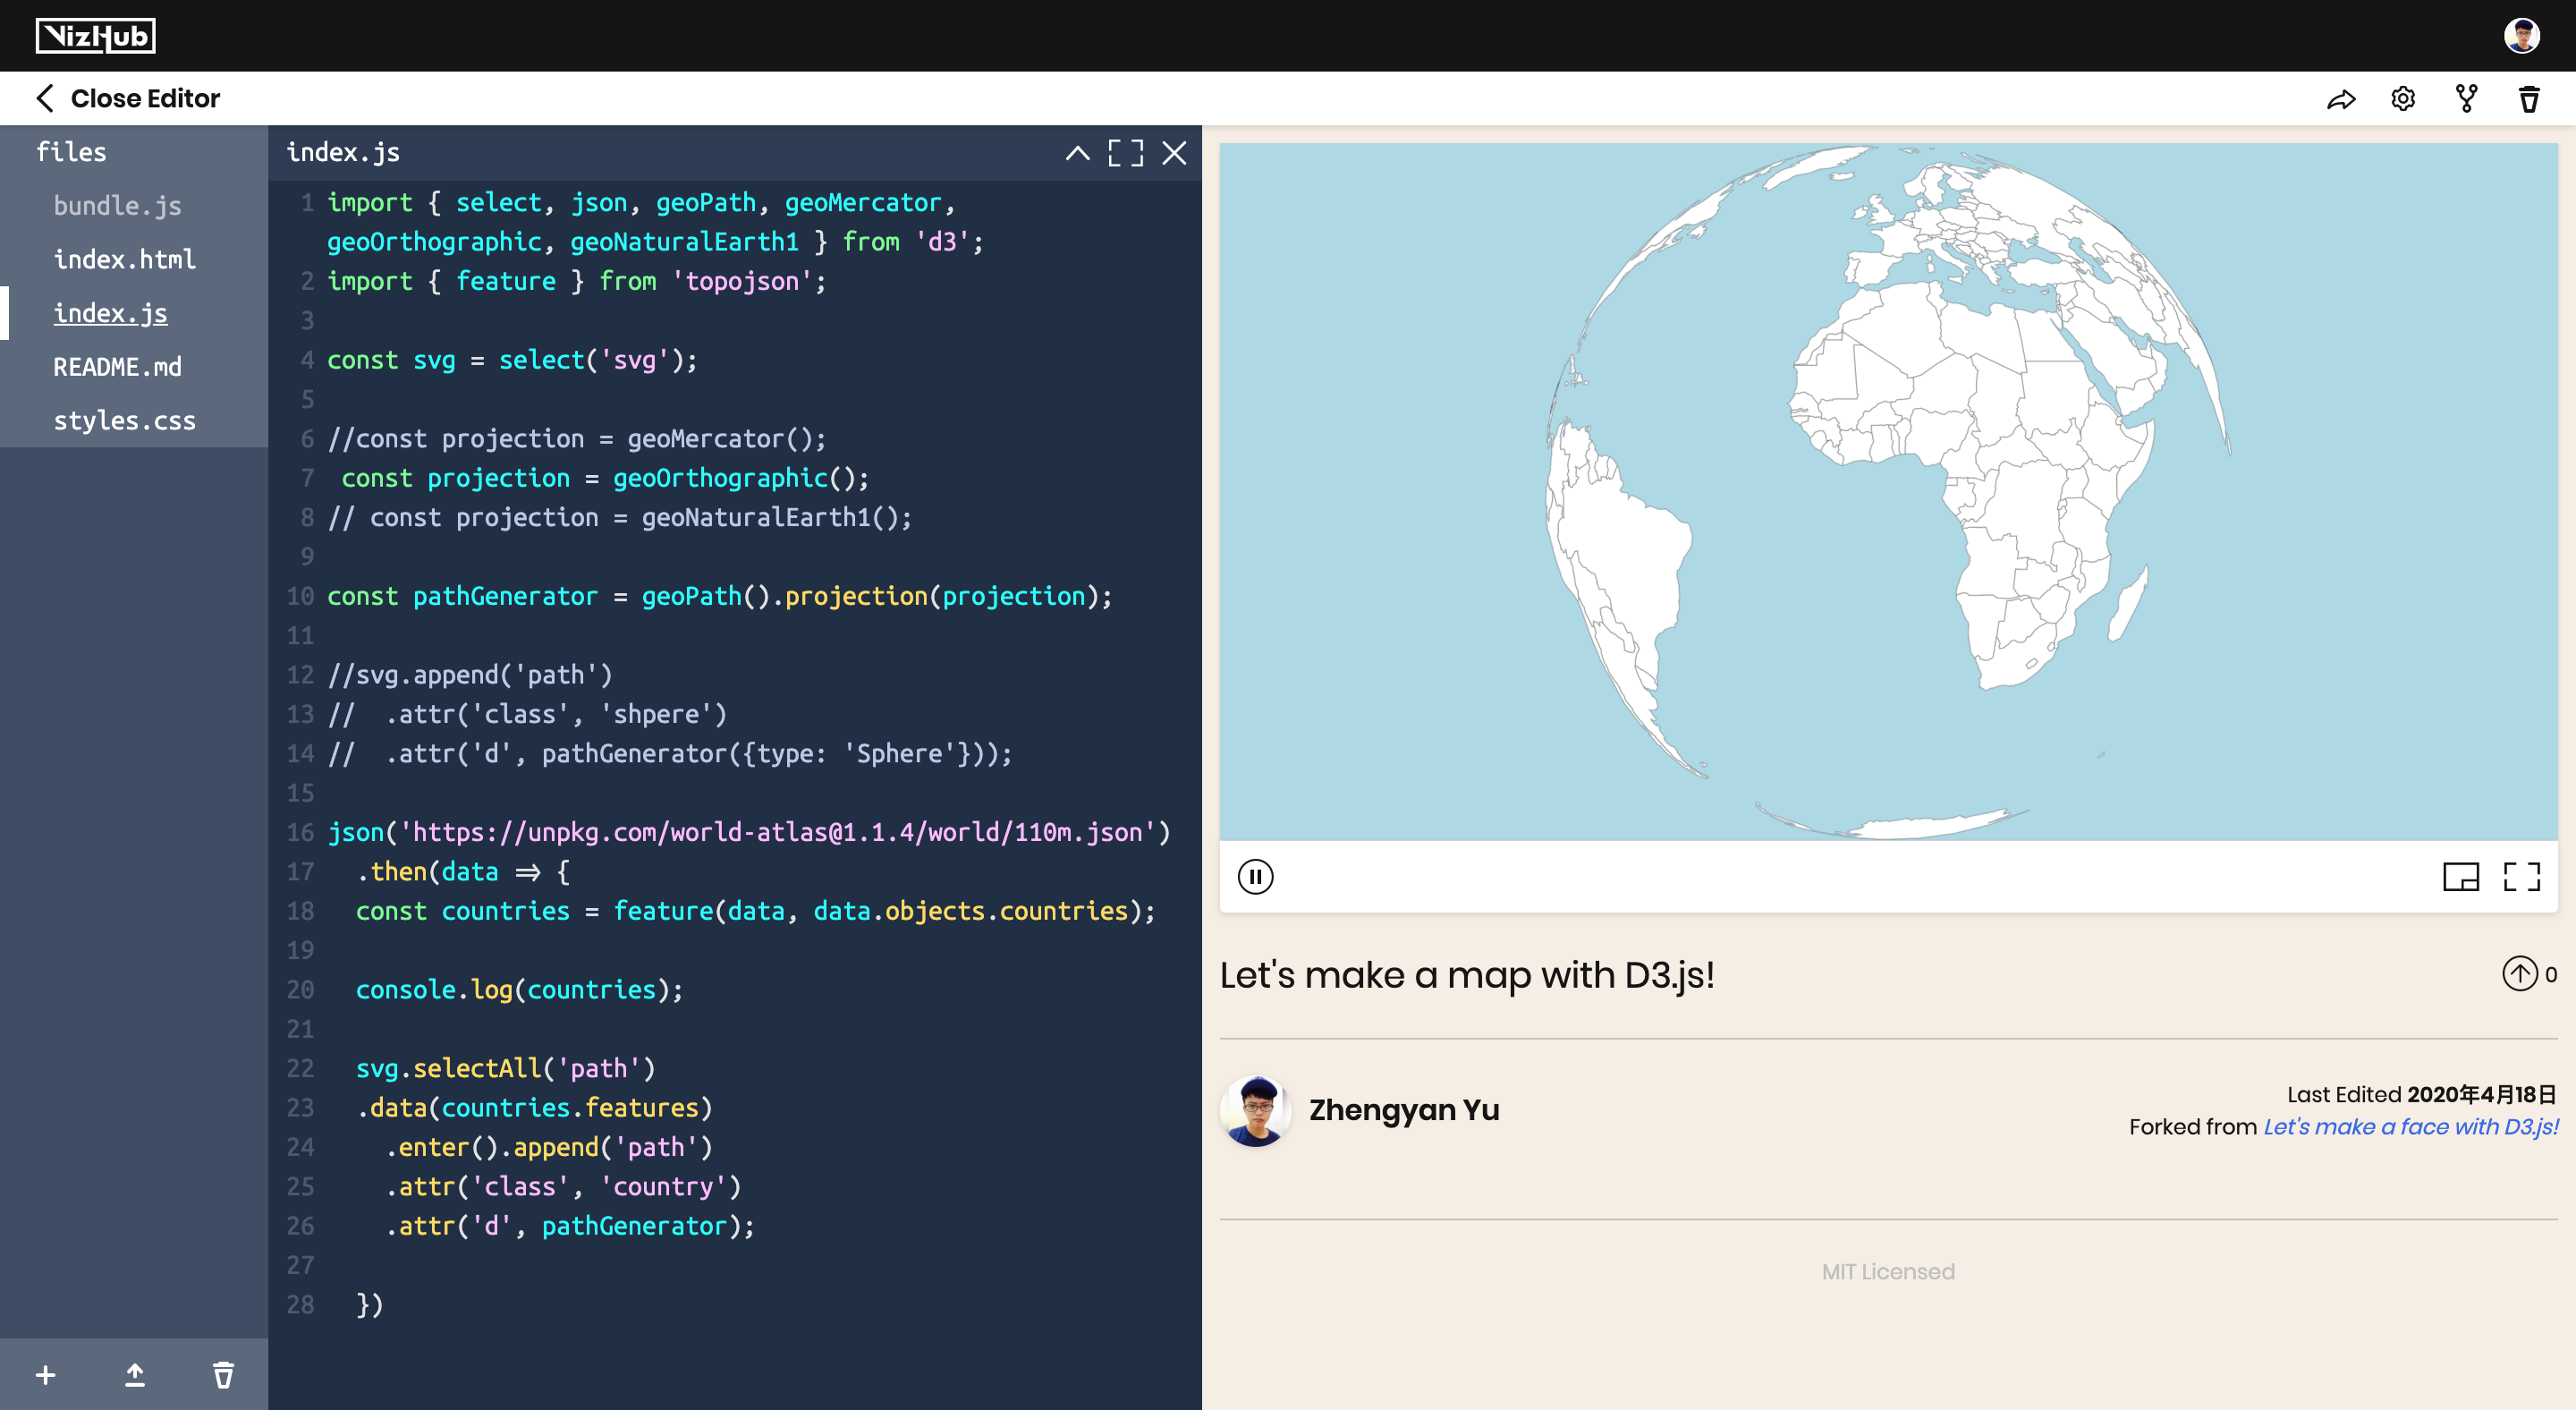 VizHub
Close Editor
files
bundle.js
index.html
index.js
README.md
styles.css
index.js
1 import { select, json, geoPath, geoMercator,
geoOrthographic, geoNaturalEarth1 } from 'd3';
2 import { feature } from 'topojson';
3
4 const svg = select('svg');
5
6 //const projection = geoMercator();
7 const projection = geoOrthographic();
8 // const projection = geoNaturalEarth1();
9
10 const pathGenerator = geoPath().projection(projection);
11
12 //svg.append('path')
13 //  .attr('class', 'shpere')
14 //  .attr('d', pathGenerator({type: 'Sphere'}));
15
16 json('https://unpkg.com/world-atlas@1.1.4/world/110m.json')
17 .then(data => {
18 const countries = feature(data, data.objects.countries);
19
20 console.log(countries);
21
22 svg.selectAll('path')
23 .data(countries.features)
24 .enter().append('path')
25 .attr('class', 'country')
26 .attr('d', pathGenerator);
27
28 })
Let's make a map with D3.js!
0
Zhengyan Yu
Last Edited 2020年4月18日
Forked from Let's make a face with D3.js!
MIT Licensed